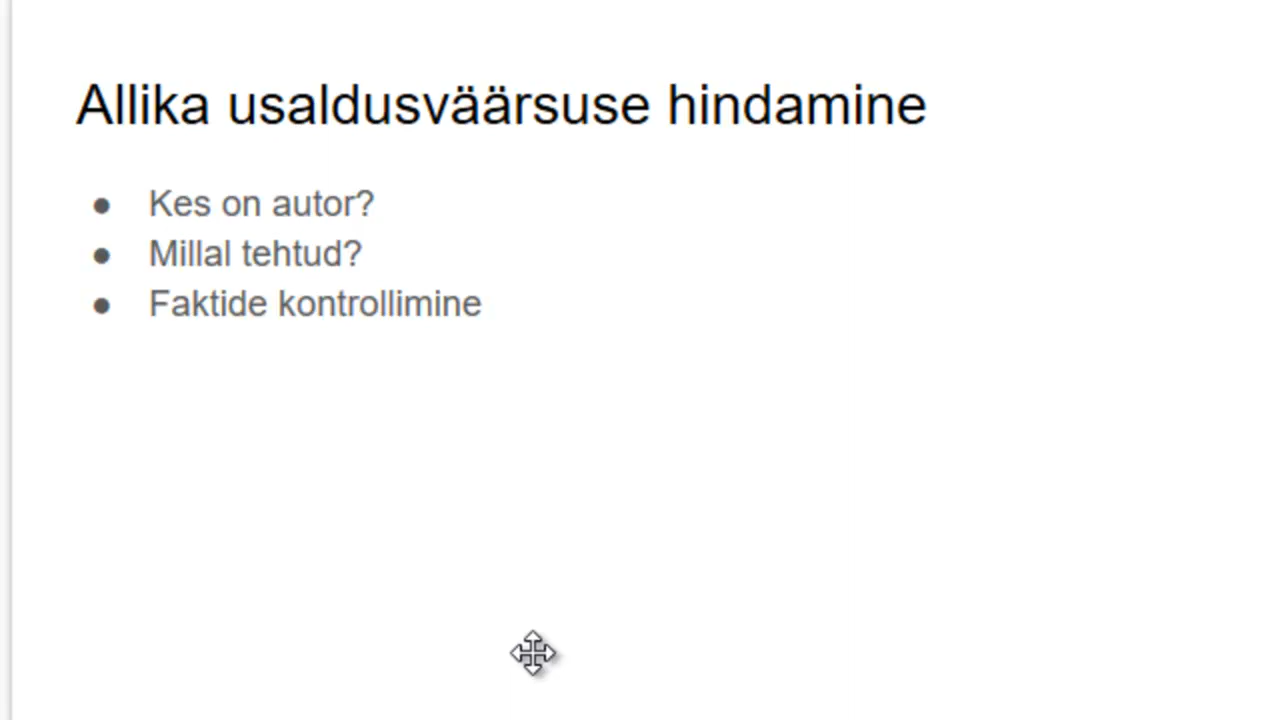 Allika usaldusväärsuse hindamine
● Kes on autor?
● Millal tehtud?
● Faktide kontrollimine